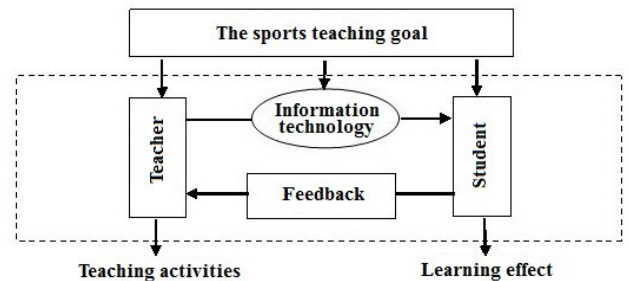 The sports teaching goal
Information
technology
Teacher
Student
Feedback
Teaching activities
Learning effect